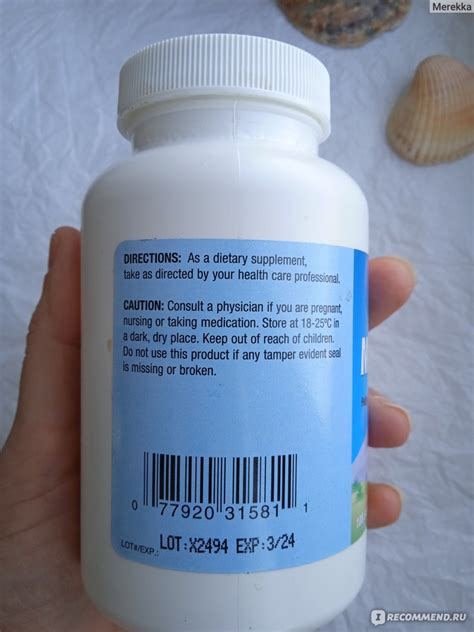 Merekka
DIRECTIONS: As a dietary supplement,
take as directed by your health care professional.
CAUTION: Consult a physician if you are pregnant,
nursing or taking medication. Store at 18-25ºC in
a dark, dry place. Keep out of reach of children.
Do not use this product if any tamper evident seal
is missing or broken.
0 77920 31581 1
LOT#/EXP.: LOT:X2494 EXP:3/24
IRECOMMEND.RU